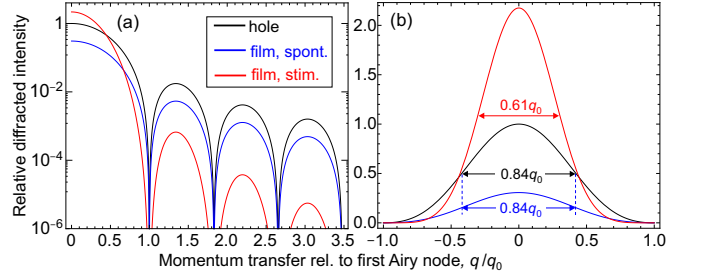 (a)
hole
film, spont.
film, stim.
Relative diffracted intensity
1
10⁻²
10⁻⁴
10⁻⁶
0 0.5 1.0 1.5 2.0 2.5 3.0 3.5
(b)
2.0
1.5
1.0
0.5
0.0
0.61q₀
0.84q₀
0.84q₀
−1.0 −0.5 0 0.5 1.0
Momentum transfer rel. to first Airy node, q/q₀